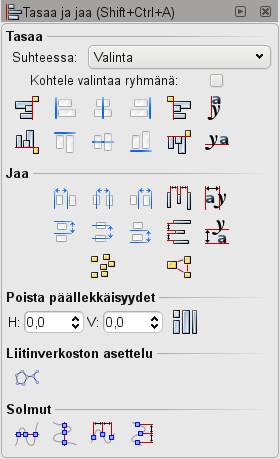 Tasaa ja jaa (Shift+Ctrl+A)
Tasaa
Suhteessa: Valinta
Kohtele valintaa ryhmänä:
Jaa
Poista päällekkäisyydet
H: 0,0 V: 0,0
Liitinverkoston asettelu
Solmut